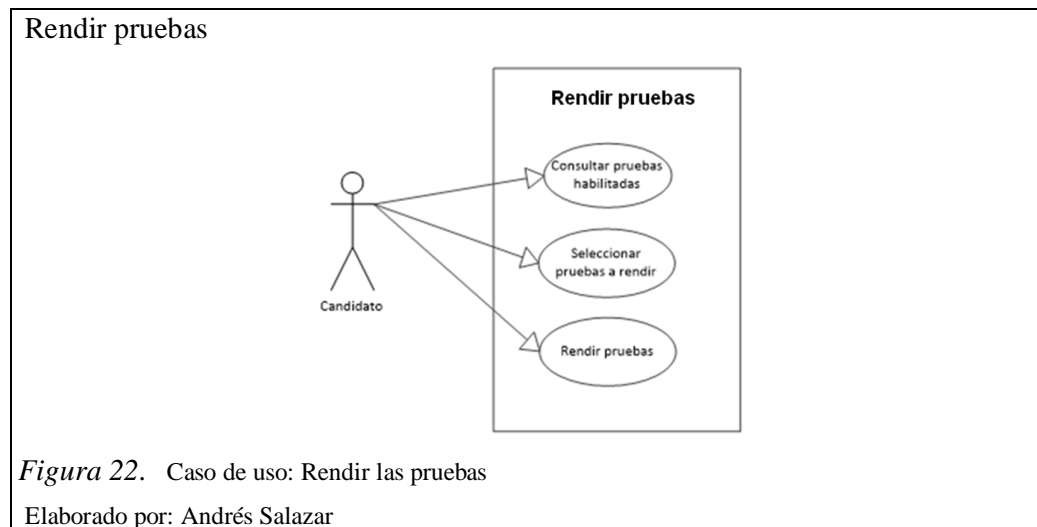 Rendir pruebas
Rendir pruebas
Consultar pruebas
habilitadas
Seleccionar
pruebas a rendir
Candidato
Rendir pruebas
Figura 22. Caso de uso: Rendir las pruebas
Elaborado por: Andrés Salazar